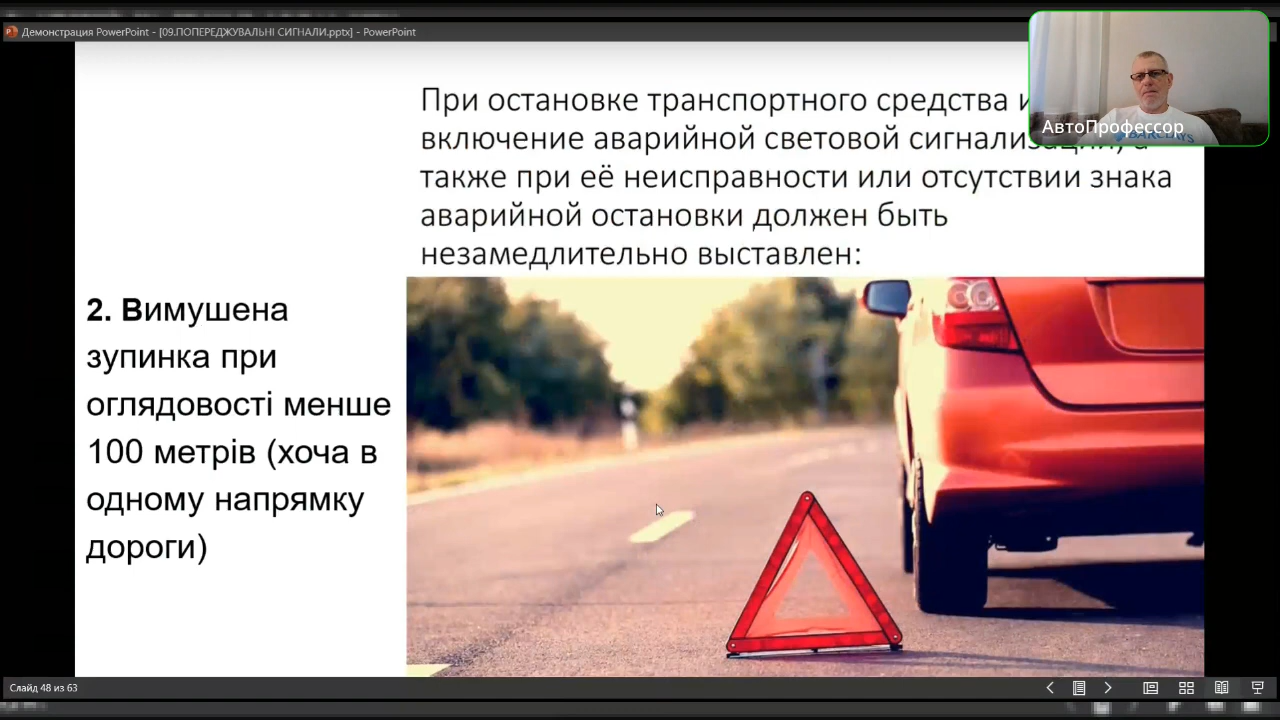 Демонстрация PowerPoint - [09.ПОПЕРЕДЖУВАЛЬНІ СИГНАЛИ.pptx] - PowerPoint
При остановке транспортного средства и
включение аварийной световой сигнализации, а
также при её неисправности или отсутствии знака
аварийной остановки должен быть
незамедлительно выставлен:
АвтоПрофессор
BARCLAYS
2. Вимушена
зупинка при
оглядовості менше
100 метрів (хоча в
одному напрямку
дороги)
Слайд 48 из 63